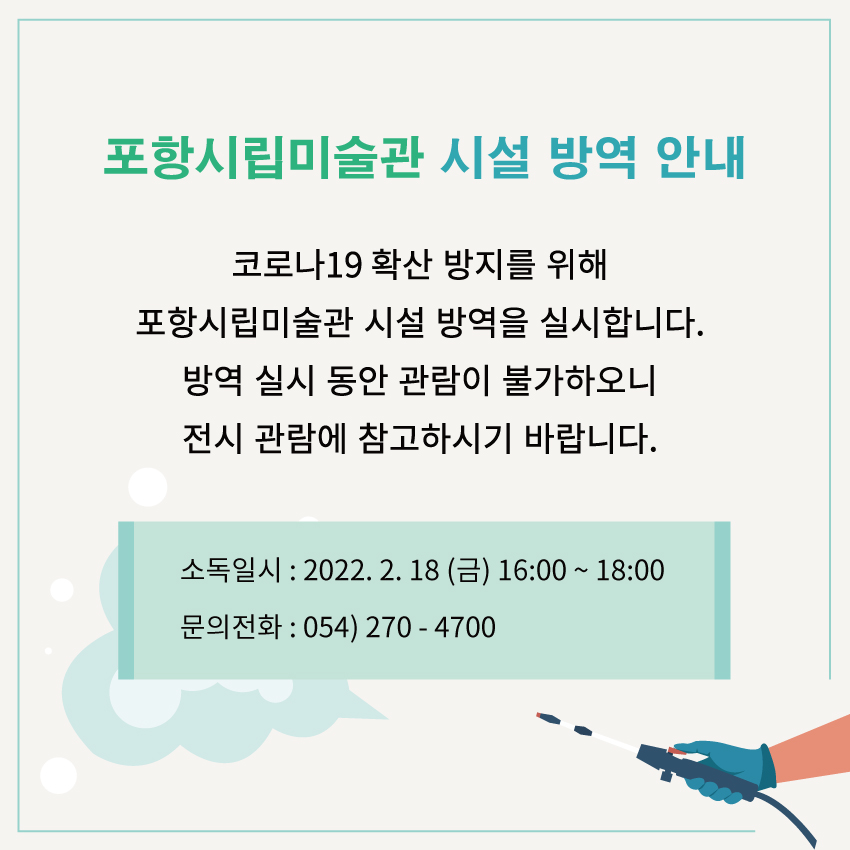 포항시립미술관 시설 방역 안내
코로나19 확산 방지를 위해
포항시립미술관 시설 방역을 실시합니다.
방역 실시 동안 관람이 불가하오니
전시 관람에 참고하시기 바랍니다.
소독일시 : 2022. 2. 18 (금) 16:00 ~ 18:00
문의전화 : 054) 270 - 4700